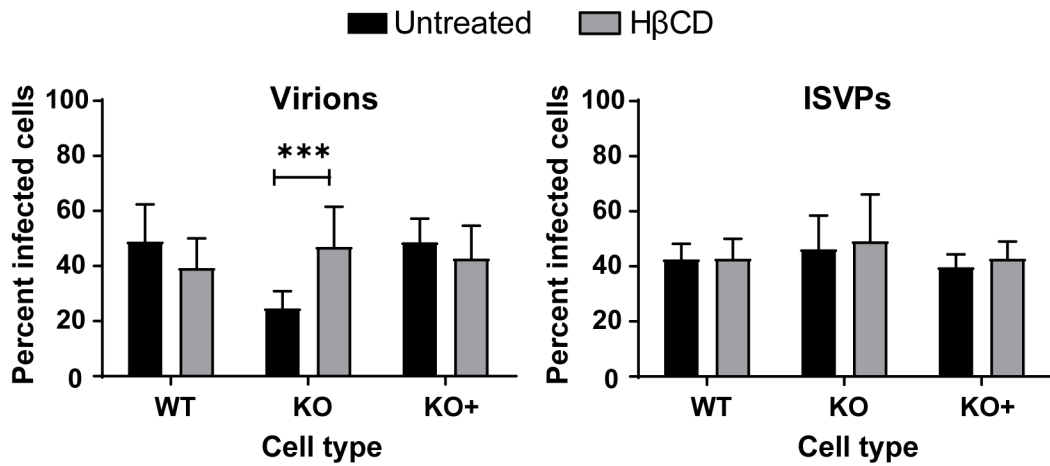 Untreated HβCD
Virions
Percent infected cells
100
80
60
40
20
0
***
WT KO KO+
Cell type
ISVPs
Percent infected cells
100
80
60
40
20
0
WT KO KO+
Cell type